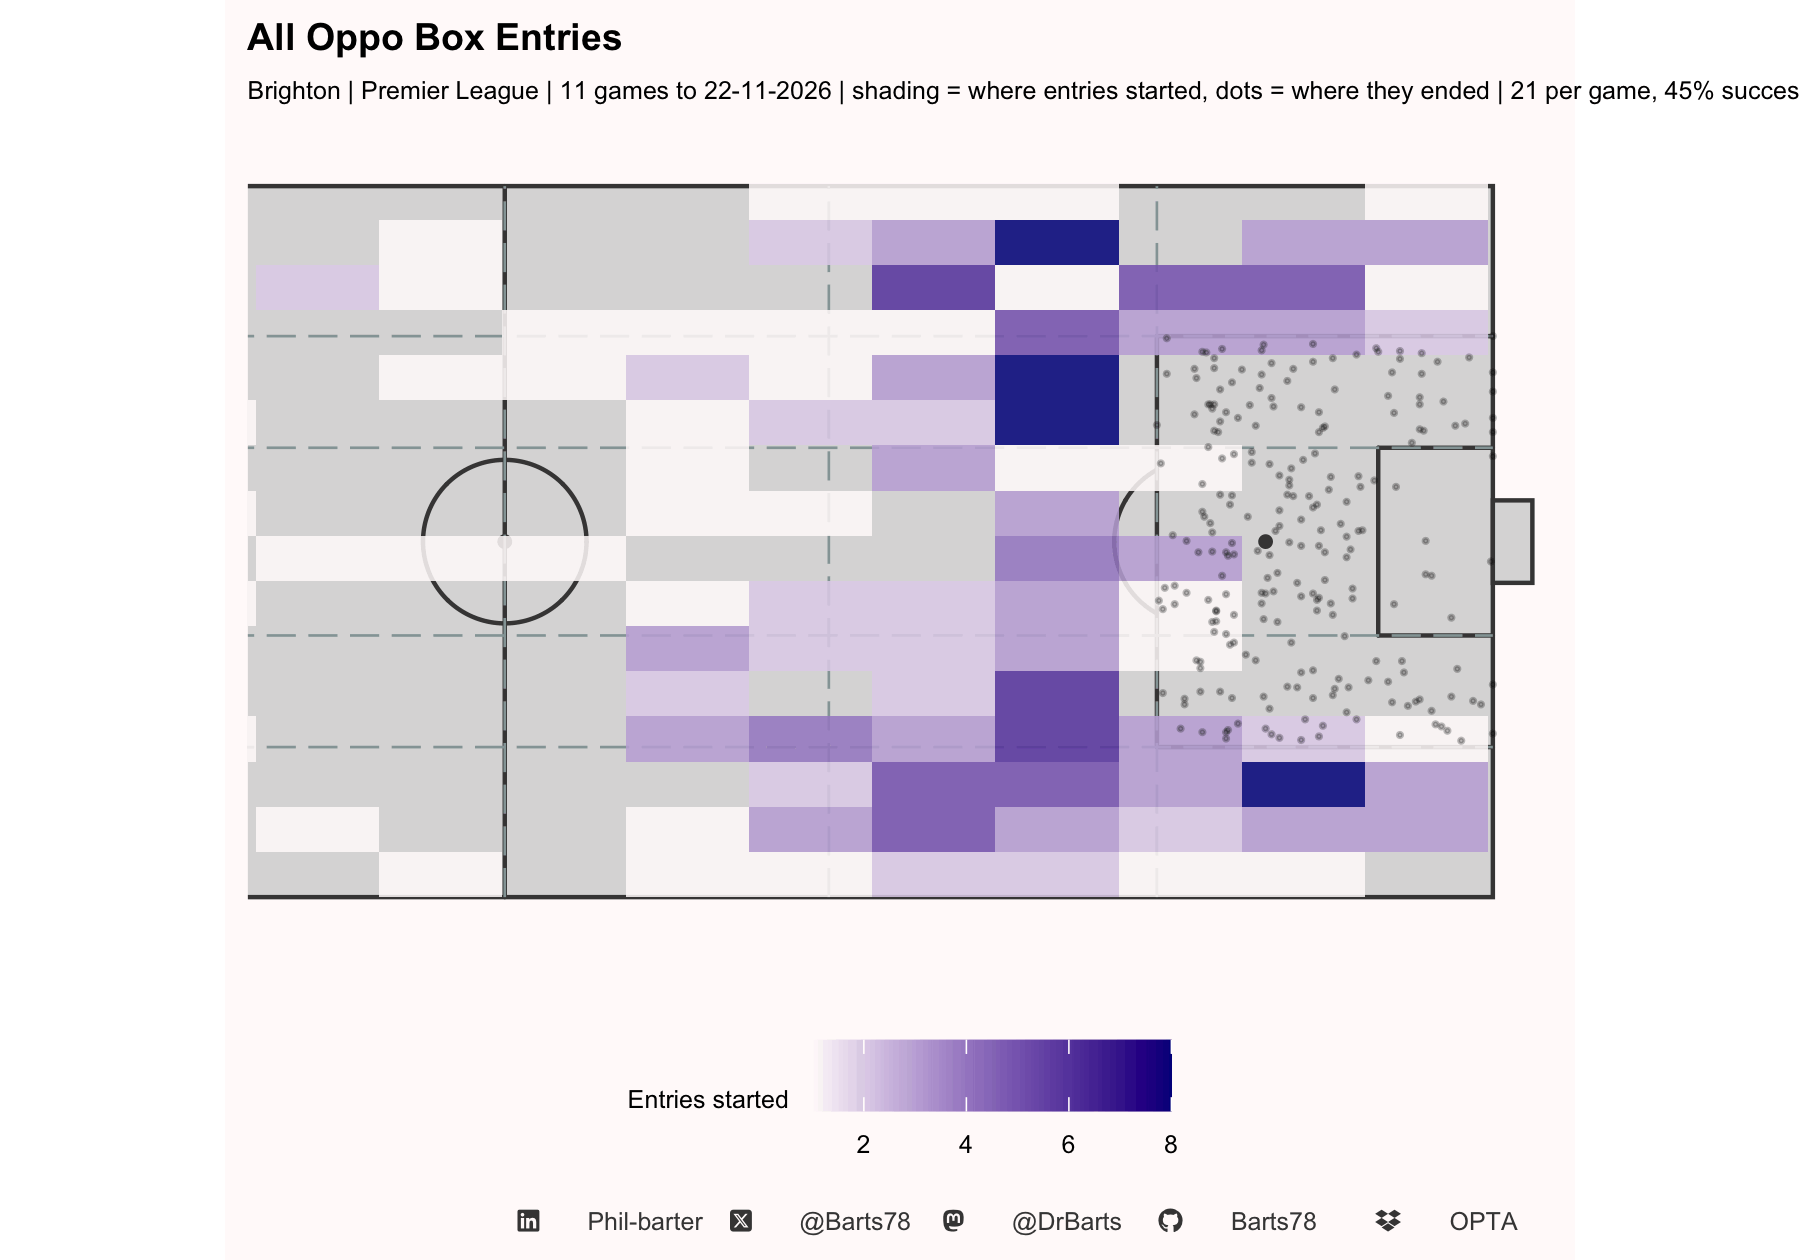 All Oppo Box Entries
Brighton | Premier League | 11 games to 22-11-2026 | shading = where entries started, dots = where they ended | 21 per game, 45% succes
Entries started
2 4 6 8
Phil-barter @Barts78 @DrBarts Barts78 OPTA